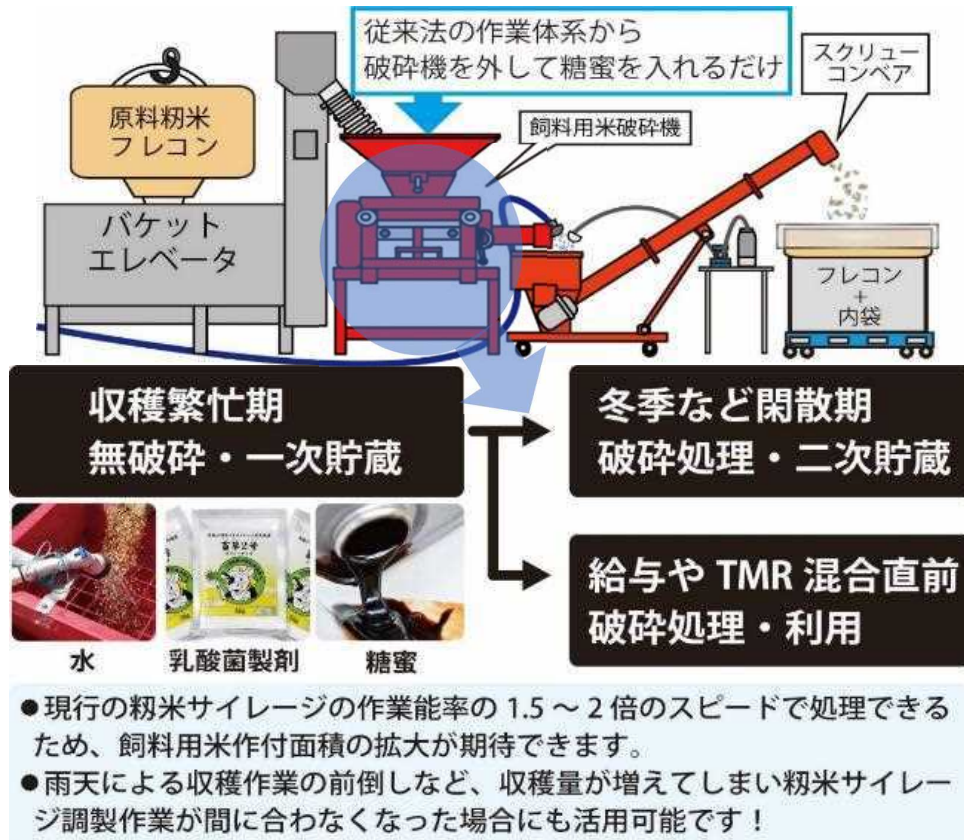 従来法の作業体系から
破砕機を外して糖蜜を入れるだけ
スクリュー
コンベア
原料籾米
フレコン
飼料用米破砕機
バケット
エレベータ
フレコン
+
内袋
収穫繁忙期
無破砕・一次貯蔵
冬季など閑散期
破砕処理・二次貯蔵
給与や TMR 混合直前
破砕処理・利用
水
乳酸菌製剤
糖蜜
●現行の籾米サイレージの作業能率の 1.5 〜 2 倍のスピードで処理できる
ため、飼料用米作付面積の拡大が期待できます。
●雨天による収穫作業の前倒しなど、収穫量が増えてしまい籾米サイレー
ジ調製作業が間に合わなくなった場合にも活用可能です！